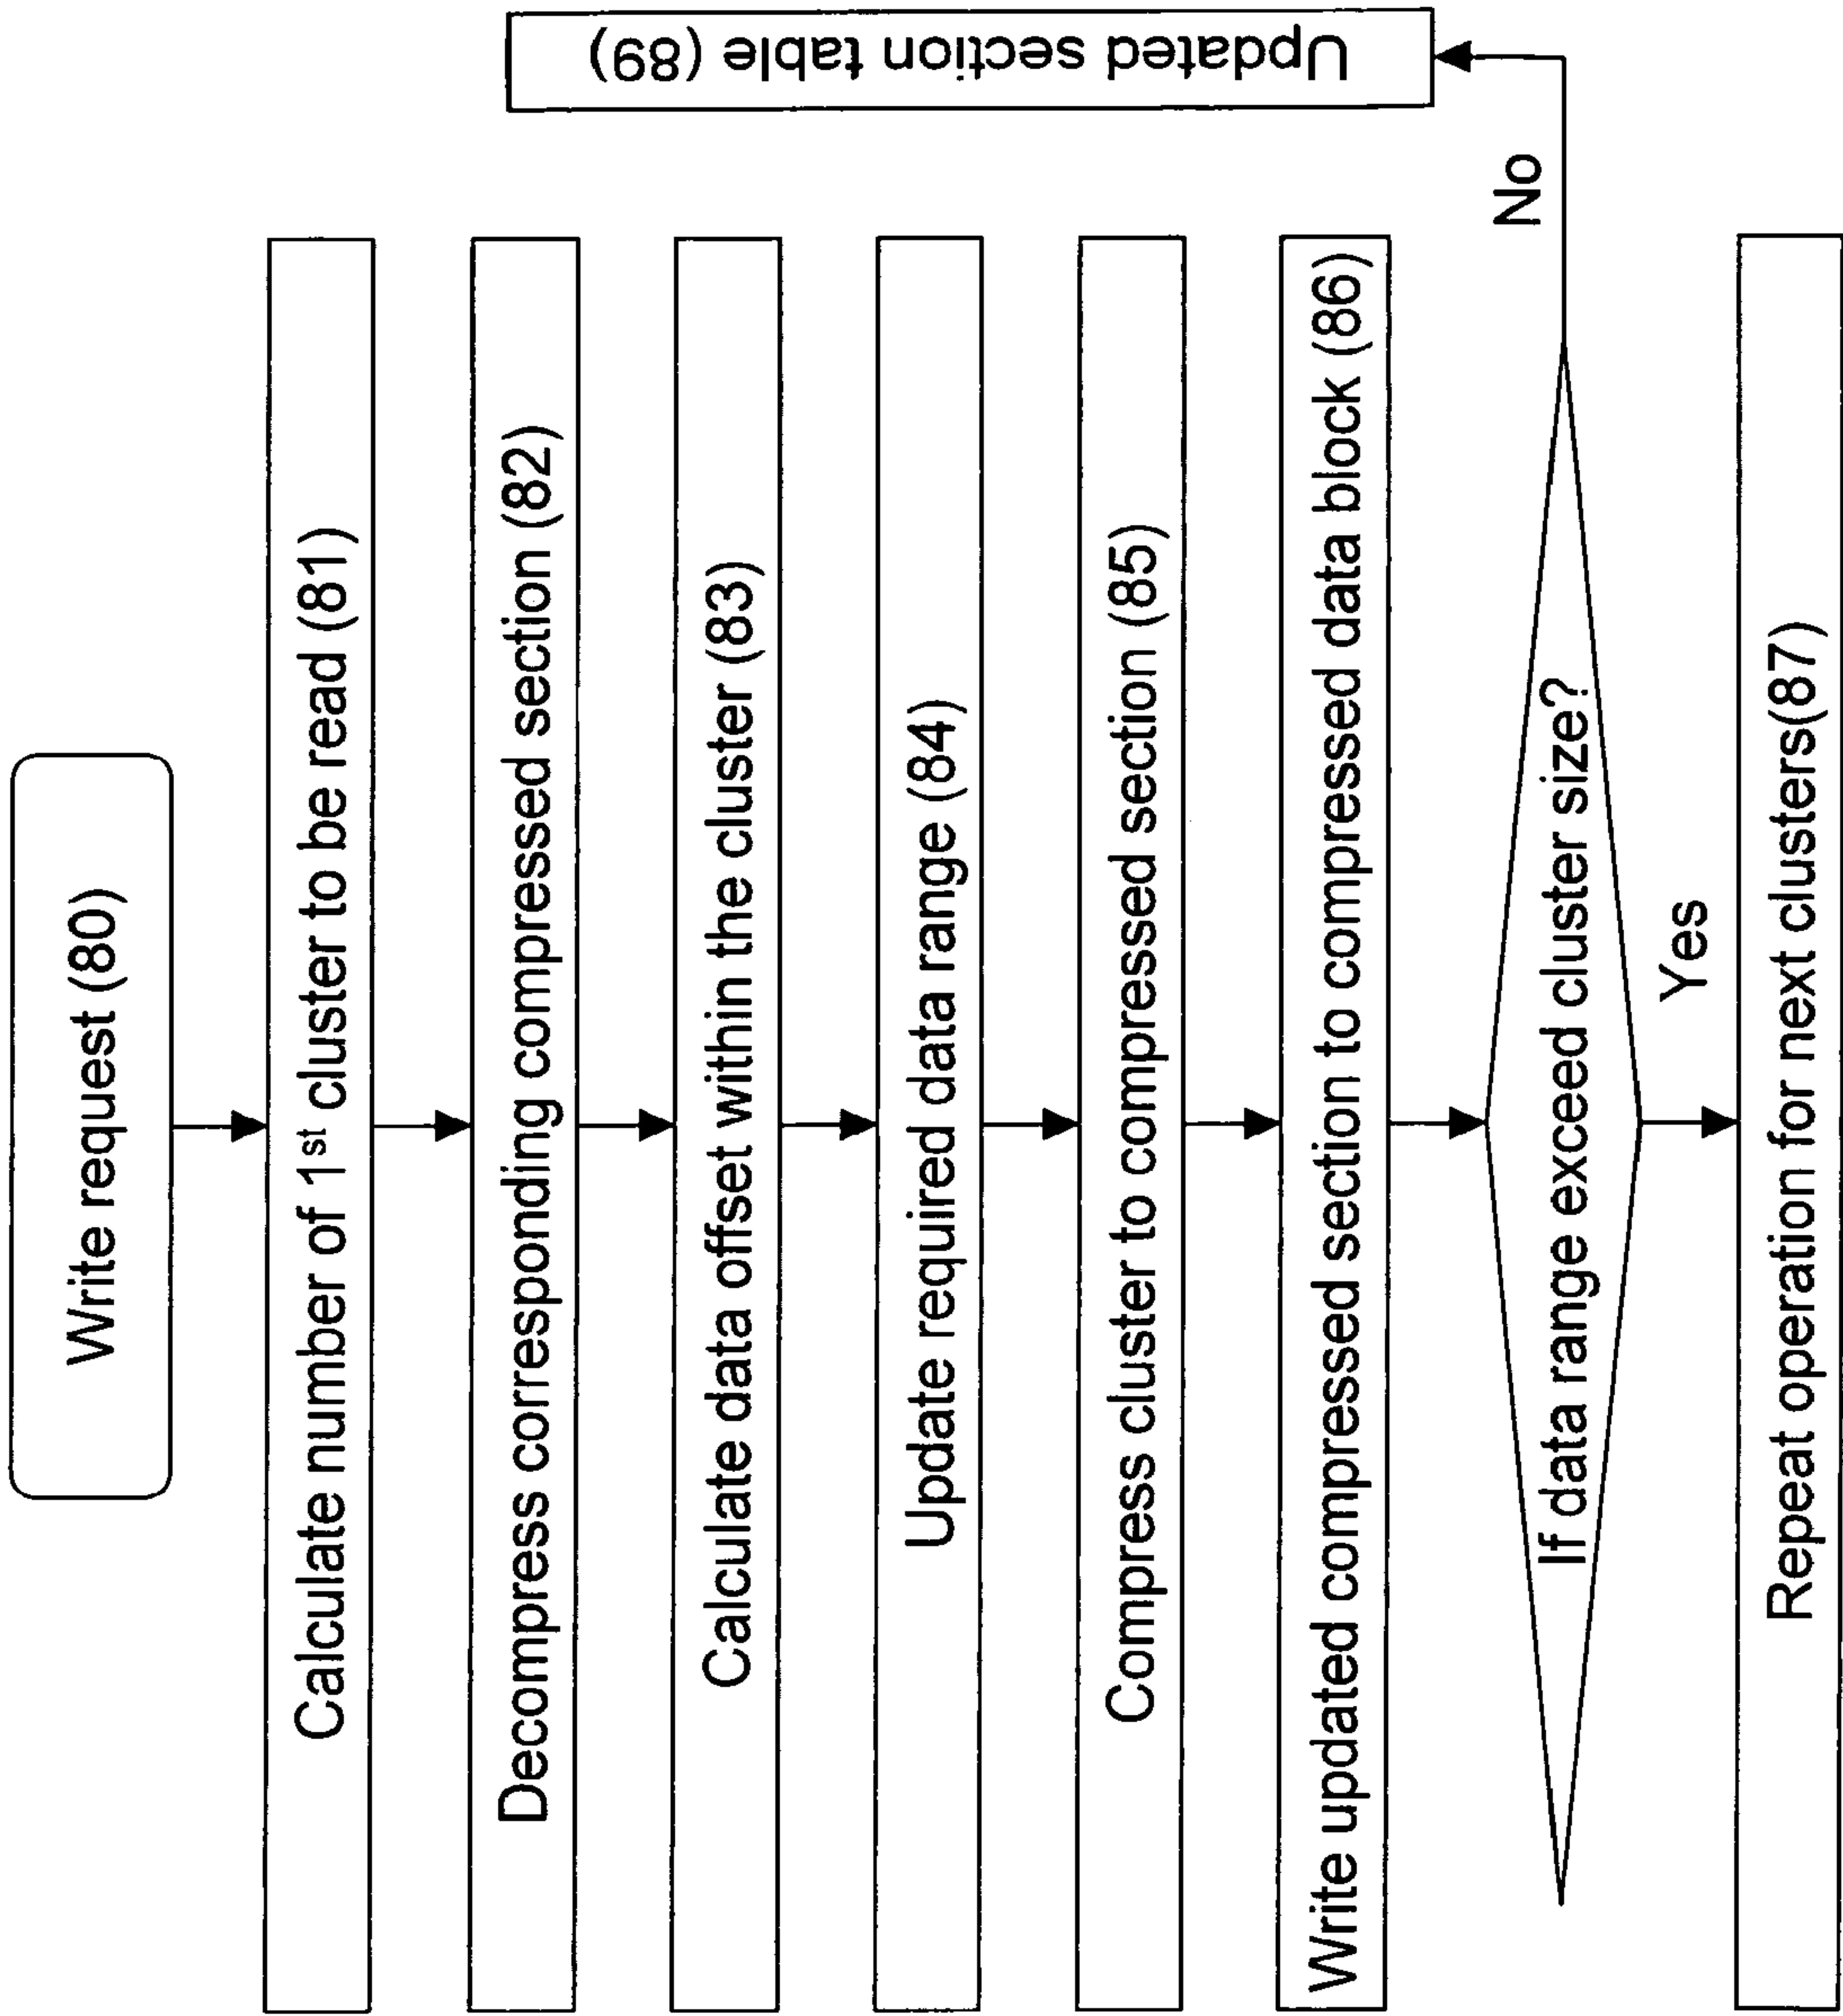 Write request (80)
Calculate number of 1st cluster to be read (81)
Decompress corresponding compressed section (82)
Calculate data offset within the cluster (83)
Update required data range (84)
Compress cluster to compressed section (85)
Write updated compressed section to compressed data block (86)
If data range exceed cluster size?
No
Updated section table (89)
Yes
Repeat operation for next clusters(87)